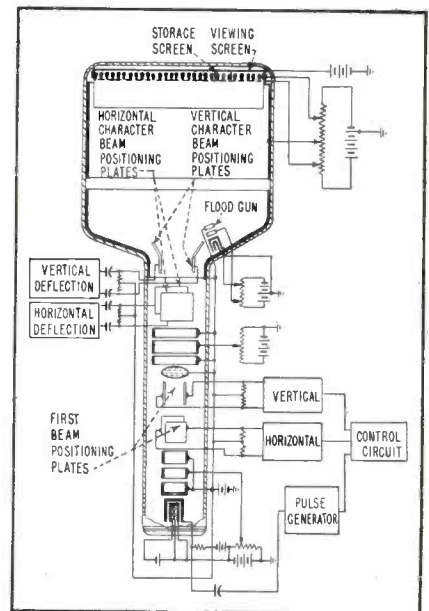 STORAGE VIEWING
SCREEN SCREEN
HORIZONTAL
CHARACTER
BEAM
POSITIONING
PLATES
VERTICAL
CHARACTER
BEAM
POSITIONING
PLATES
FLOOD GUN
VERTICAL
DEFLECTION
HORIZONTAL
DEFLECTION
FIRST
BEAM
POSITIONING
PLATES
VERTICAL
HORIZONTAL
CONTROL
CIRCUIT
PULSE
GENERATOR